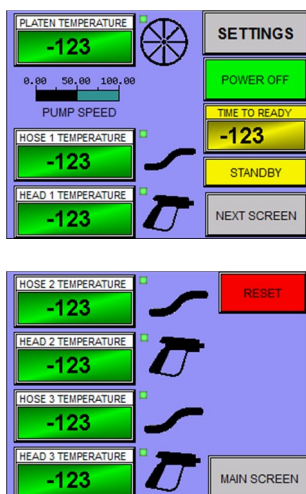 PLATEN TEMPERATURE
-123
SETTINGS
POWER OFF
0.00 50.00 100.00
PUMP SPEED
TIME TO READY
-123
HOSE 1 TEMPERATURE
-123
STANDBY
HEAD 1 TEMPERATURE
-123
NEXT SCREEN
HOSE 2 TEMPERATURE
-123
RESET
HEAD 2 TEMPERATURE
-123
HOSE 3 TEMPERATURE
-123
HEAD 3 TEMPERATURE
-123
MAIN SCREEN